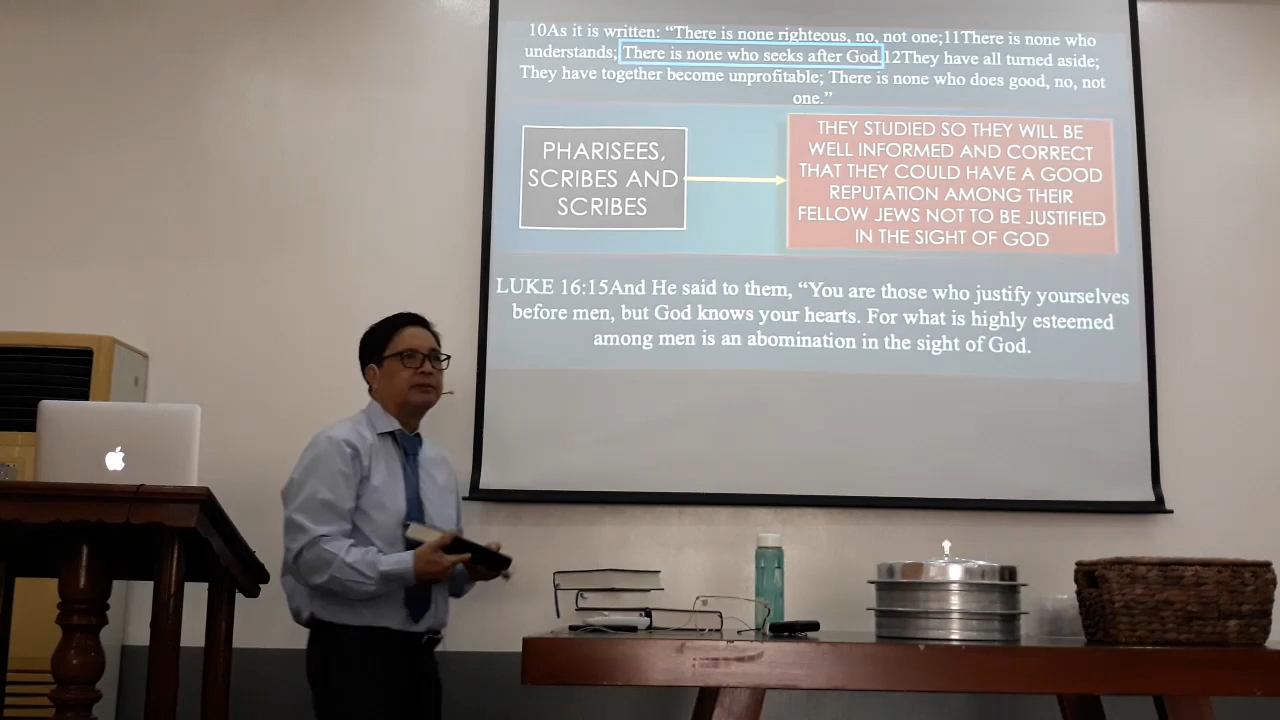 10As it is written: “There is none righteous, no, not one;11There is none who
understands; There is none who seeks after God.12They have all turned aside;
They have together become unprofitable; There is none who does good, no, not
one.”
PHARISEES,
SCRIBES AND
SCRIBES
THEY STUDIED SO THEY WILL BE
WELL INFORMED AND CORRECT
THAT THEY COULD HAVE A GOOD
REPUTATION AMONG THEIR
FELLOW JEWS NOT TO BE JUSTIFIED
IN THE SIGHT OF GOD
LUKE 16:15And He said to them, “You are those who justify yourselves
before men, but God knows your hearts. For what is highly esteemed
among men is an abomination in the sight of God.